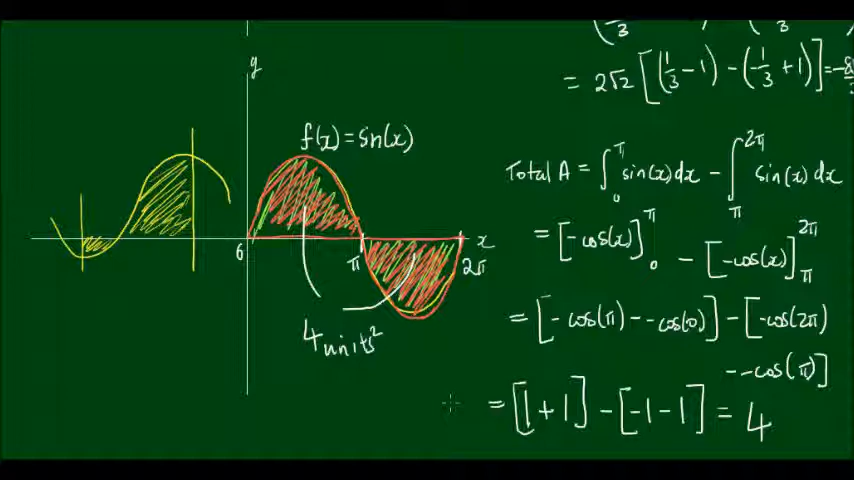 = 2√2 [(1/3 - 1) - (-1/3 + 1)] = -8
y
f(x) = sin(x)
Total A = ∫₀^π sin(x) dx - ∫_π^2π sin(x) dx
= [-cos(x)]₀^π - [-cos(x)]_π^2π
x
0
π
2π
= [-cos(π) - -cos(0)] - [-cos(2π)
- -cos(π)]
4 units²
= [1 + 1] - [-1 - 1] = 4